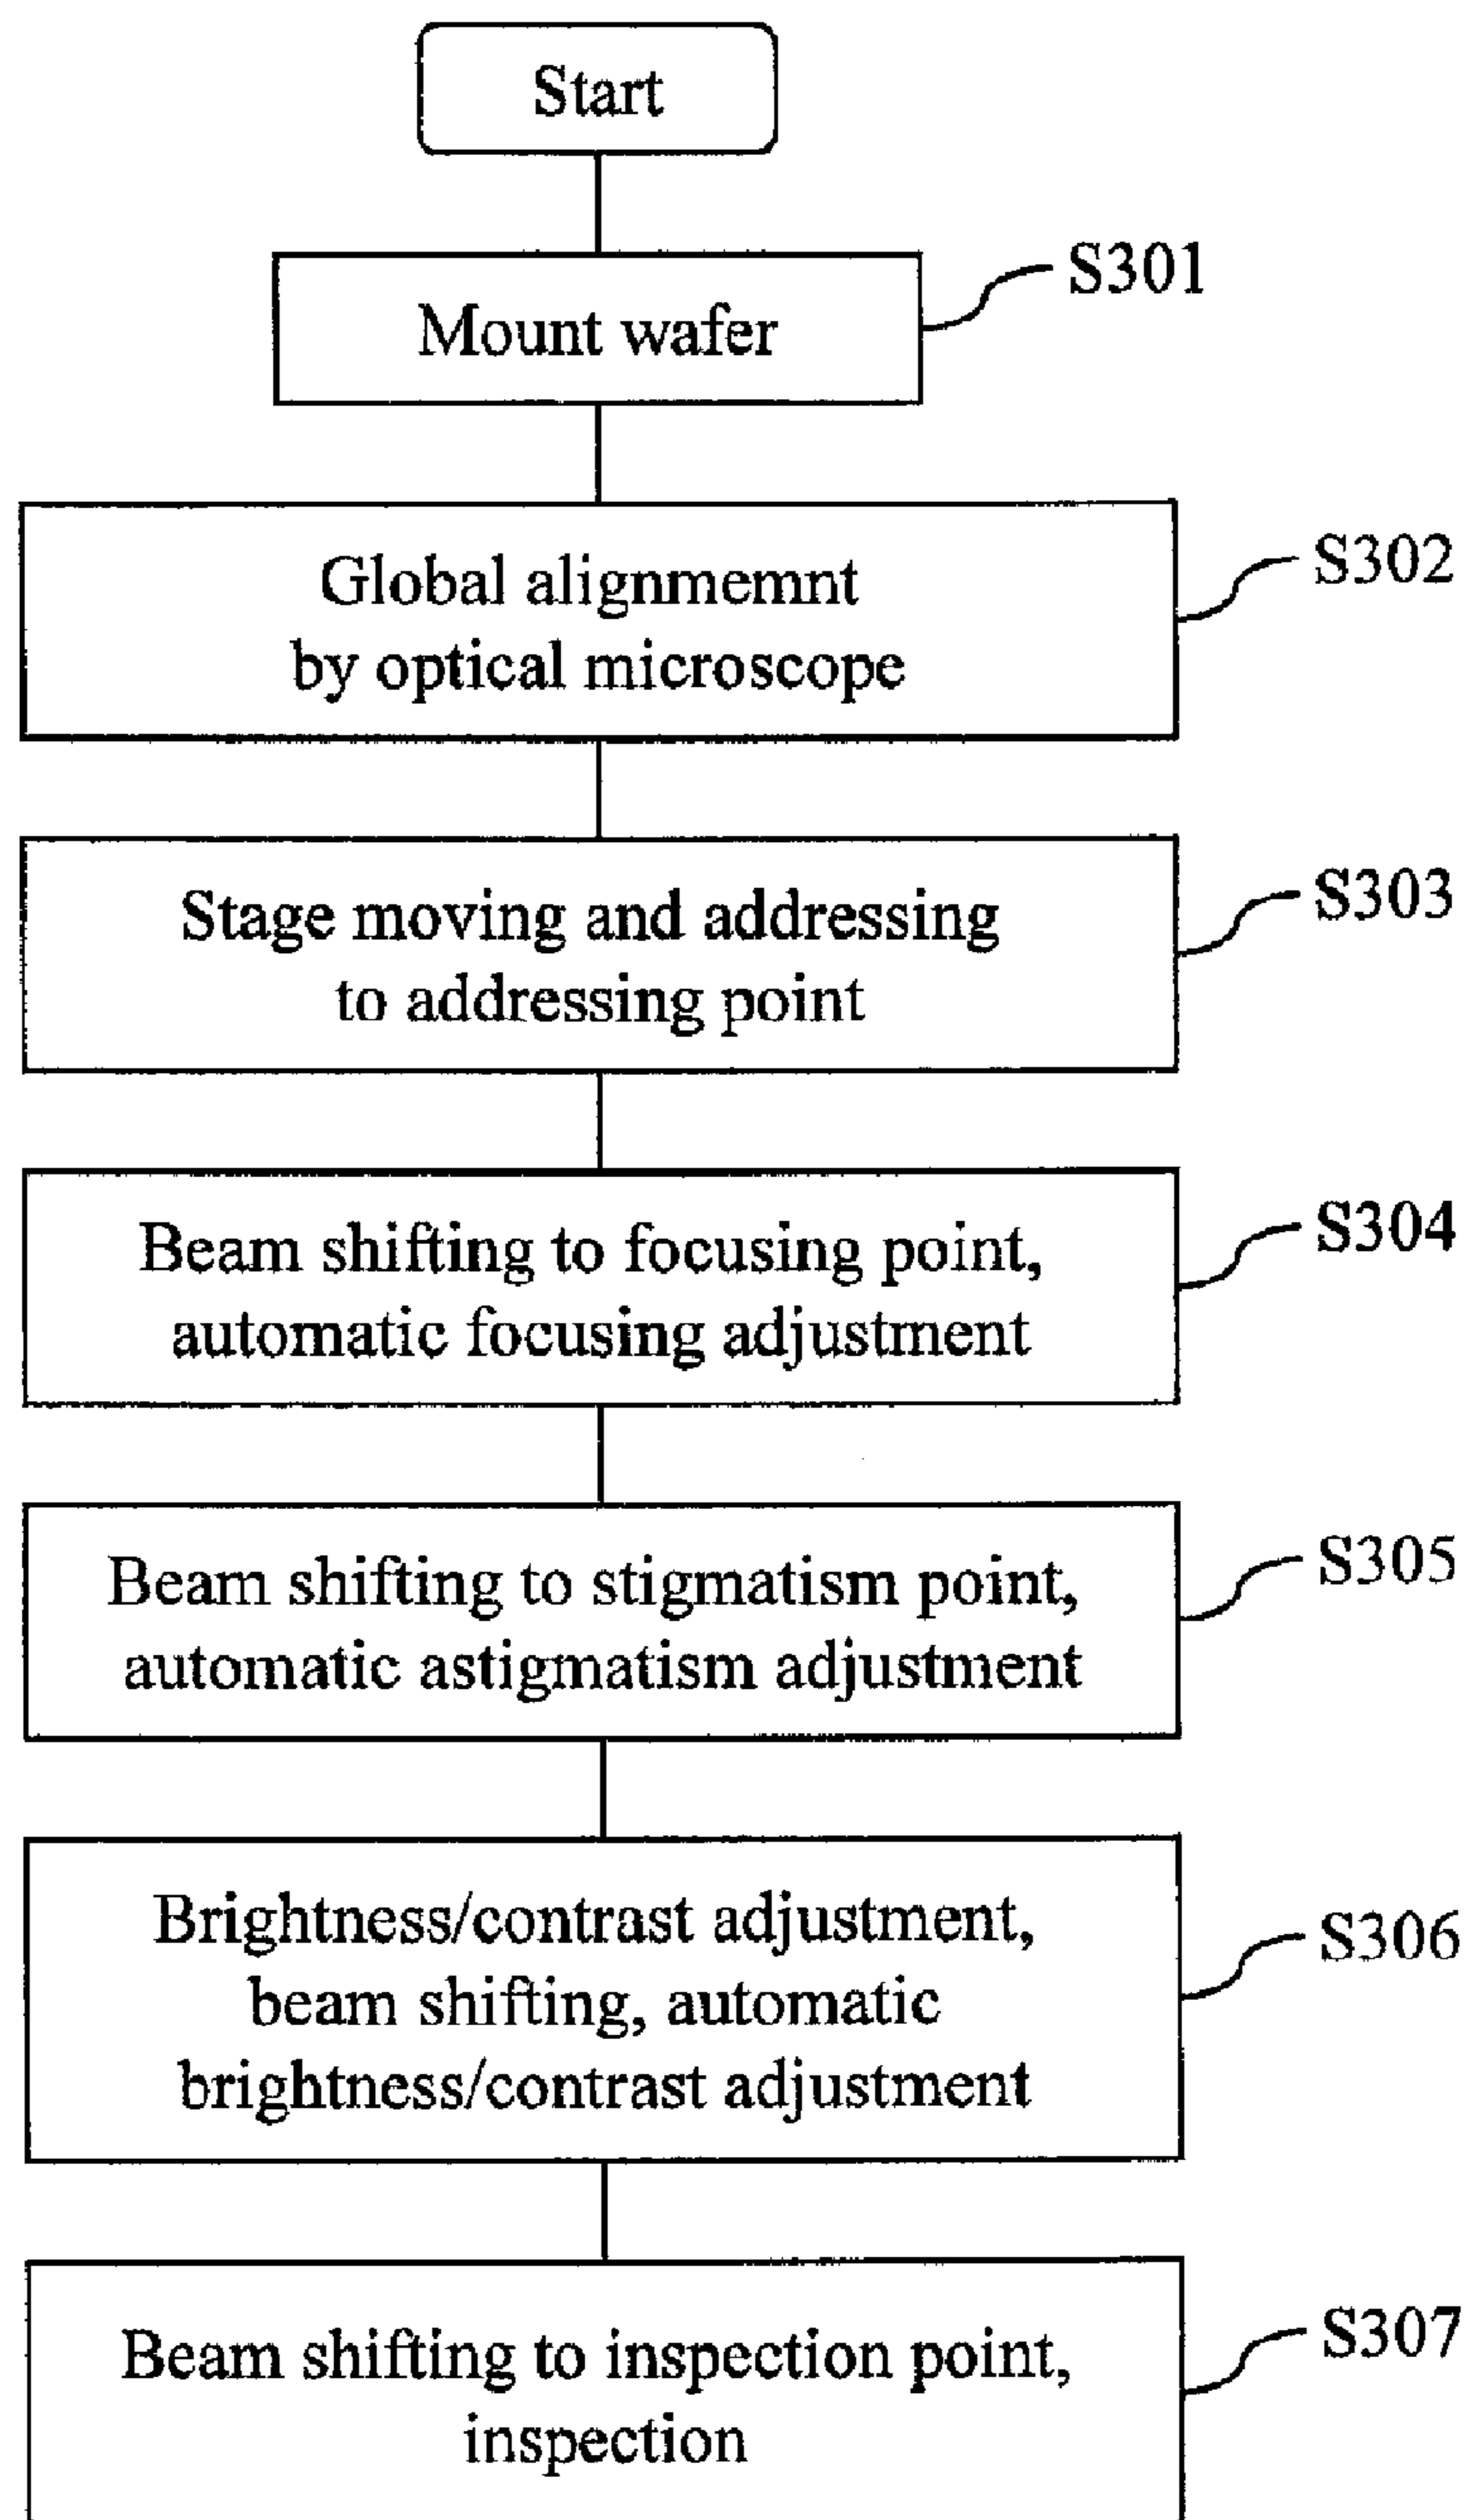 Start
Mount wafer
S301
Global alignmemnt
by optical microscope
S302
Stage moving and addressing
to addressing point
S303
Beam shifting to focusing point,
automatic focusing adjustment
S304
Beam shifting to stigmatism point,
automatic astigmatism adjustment
S305
Brightness/contrast adjustment,
beam shifting, automatic
brightness/contrast adjustment
S306
Beam shifting to inspection point,
inspection
S307